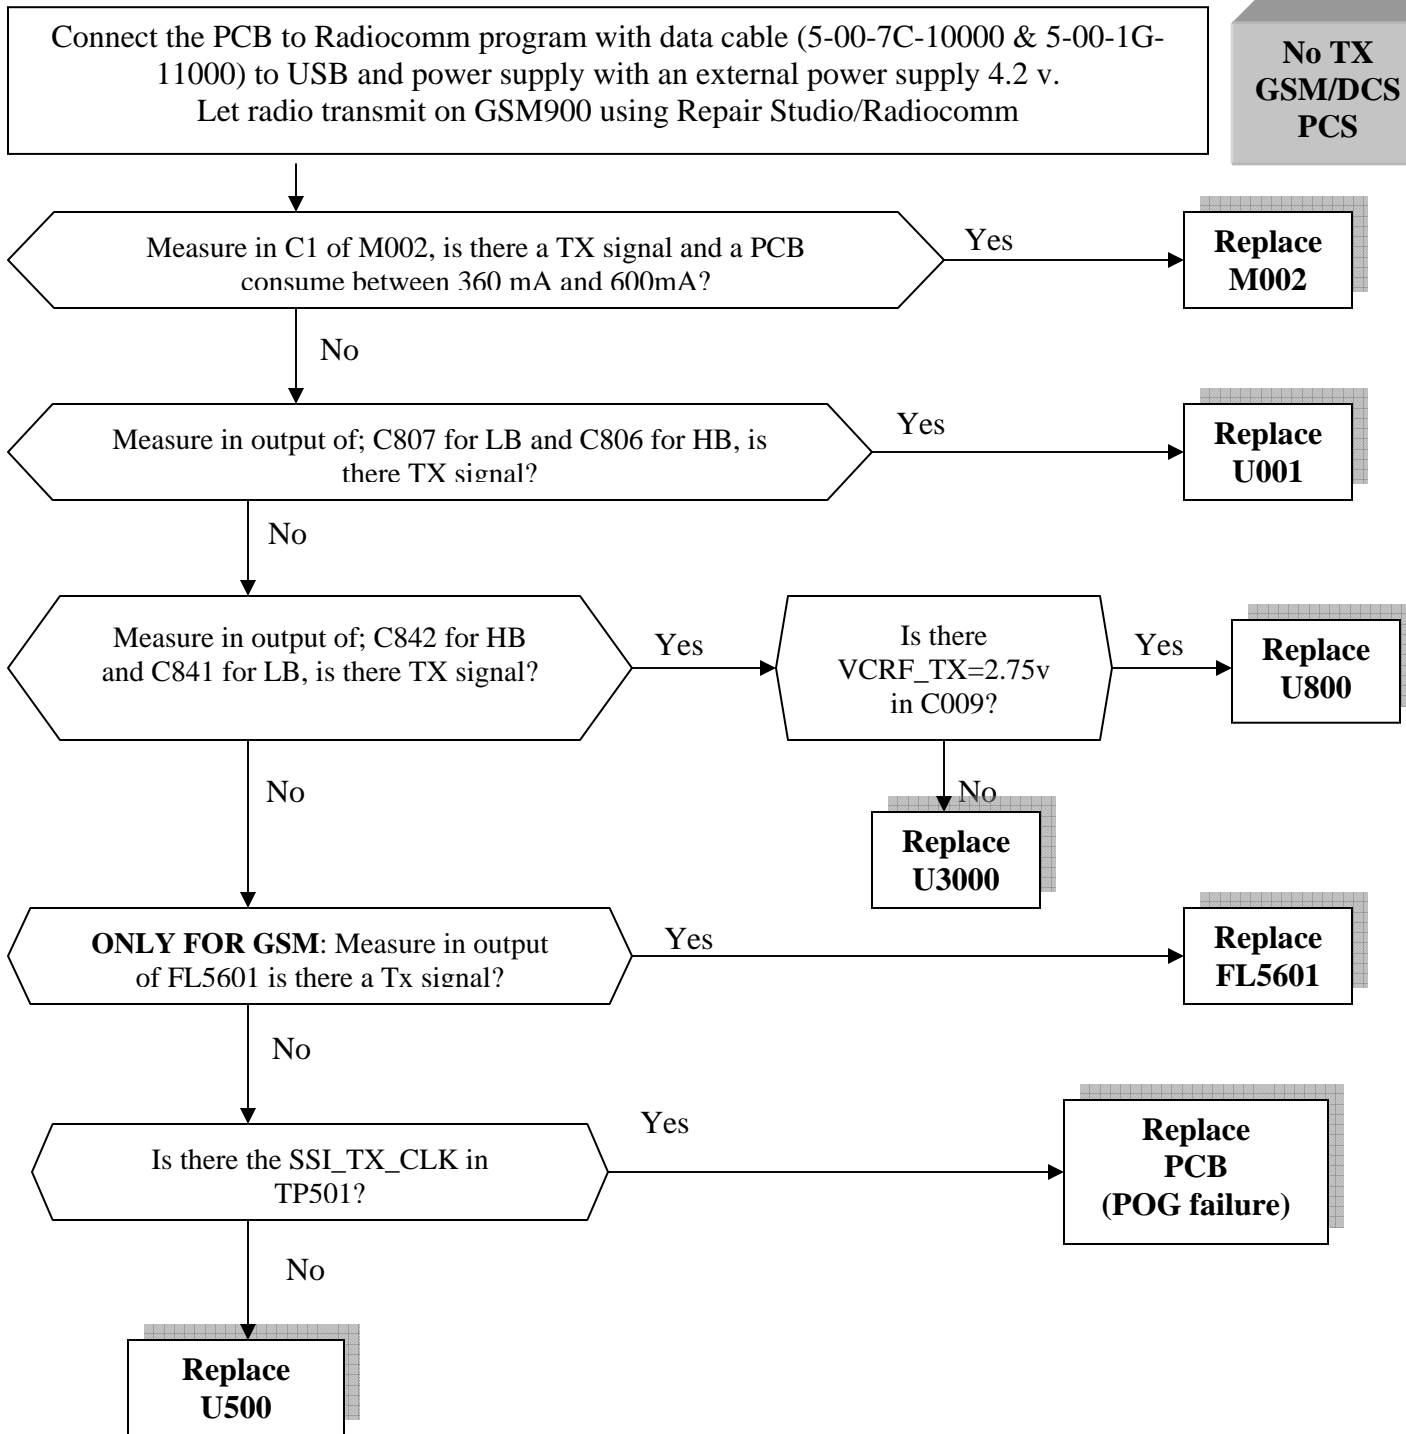 Connect the PCB to Radiocomm program with data cable (5-00-7C-10000 & 5-00-1G-
11000) to USB and power supply with an external power supply 4.2 v.
Let radio transmit on GSM900 using Repair Studio/Radiocomm
No TX
GSM/DCS
PCS
Measure in C1 of M002, is there a TX signal and a PCB
consume between 360 mA and 600mA?
Yes
Replace
M002
No
Measure in output of; C807 for LB and C806 for HB, is
there TX signal?
Yes
Replace
U001
No
Measure in output of; C842 for HB
and C841 for LB, is there TX signal?
Yes
Is there
VCRF_TX=2.75v
in C009?
Yes
Replace
U800
No
No
Replace
U3000
ONLY FOR GSM: Measure in output
of FL5601 is there a Tx signal?
Yes
Replace
FL5601
No
Is there the SSI_TX_CLK in
TP501?
Yes
Replace
PCB
(POG failure)
No
Replace
U500